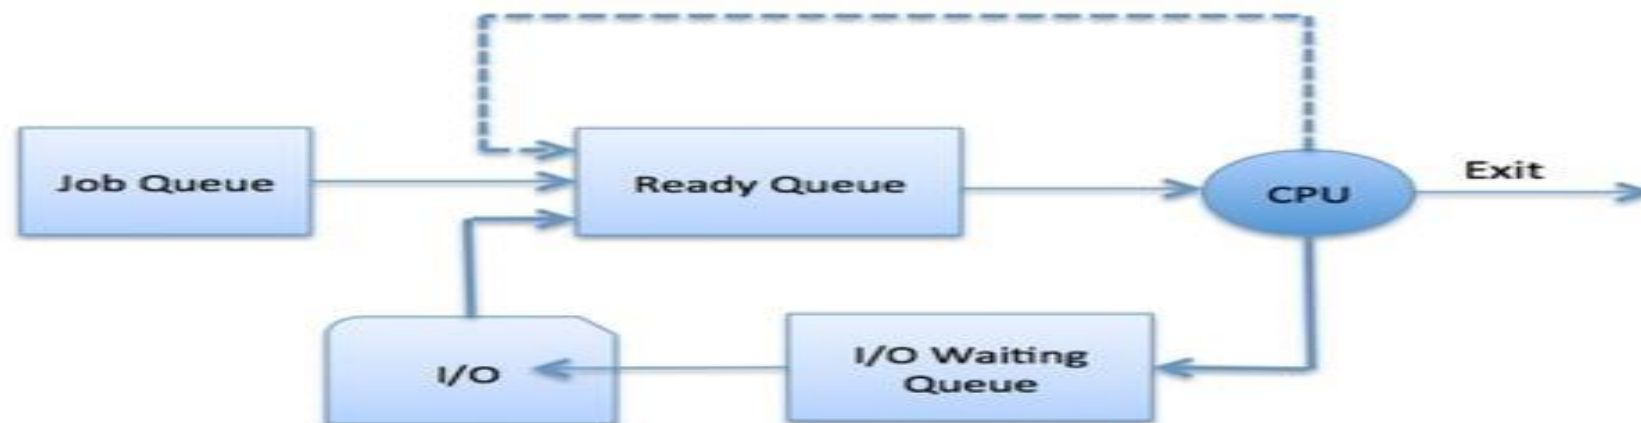 Job Queue
Ready Queue
CPU
Exit
I/O
I/O Waiting
Queue